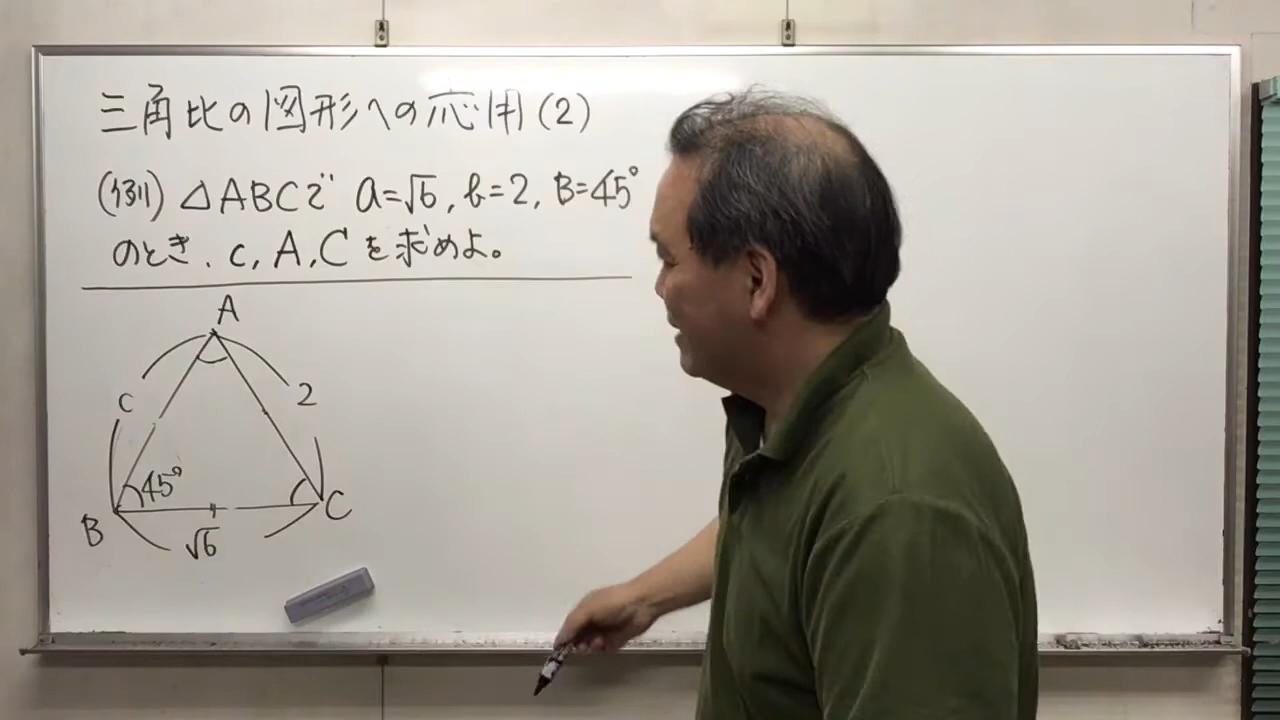 三角比の図形への応用(2)
(例) △ABCで a=√6, b=2, B=45°
のとき、c, A, C を求めよ。
A
c
2
45°
B
√6
C